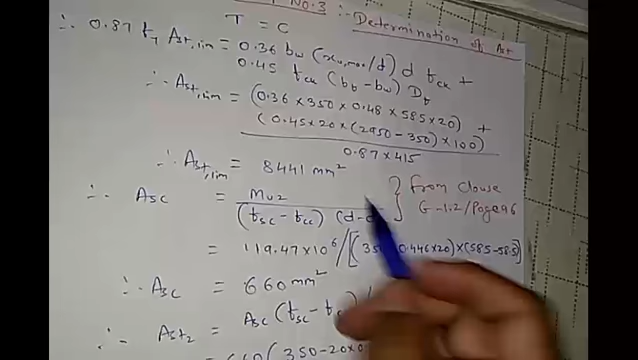 No.3 :- Determination of Ast
T = C
∴ 0.87 fy Ast,lim = 0.36 bw (xu,max/d) d fck +
0.45 fck (bf - bw) Df
∴ Ast,lim = (0.36 × 350 × 0.48 × 585 × 20) +
(0.45×20 × (2950 - 350) × 100)
0.87 × 415
∴ Ast,lim = 8441 mm²
∴ Asc = Mu2
(fsc - fcc) (d-d
} from Clause
G-1.2/Page 96
= 119.47×10⁶/[(35 0.446×20)×(585-58.5)]
∴ Asc = 660 mm²
∴ Ast2 = Asc (fsc - f
(350-20×0